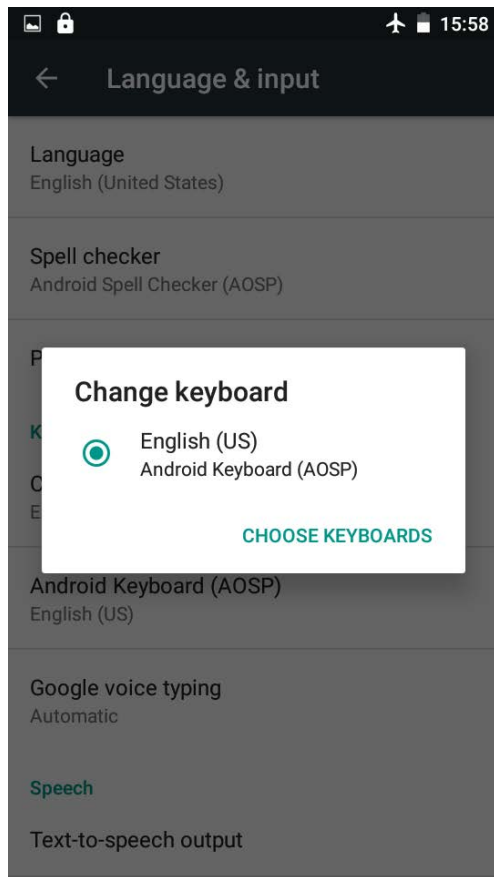 15:58
Language & input
Language
English (United States)
Spell checker
Android Spell Checker (AOSP)
P
Change keyboard
K
English (US)
Android Keyboard (AOSP)
C
E
CHOOSE KEYBOARDS
Android Keyboard (AOSP)
English (US)
Google voice typing
Automatic
Speech
Text-to-speech output